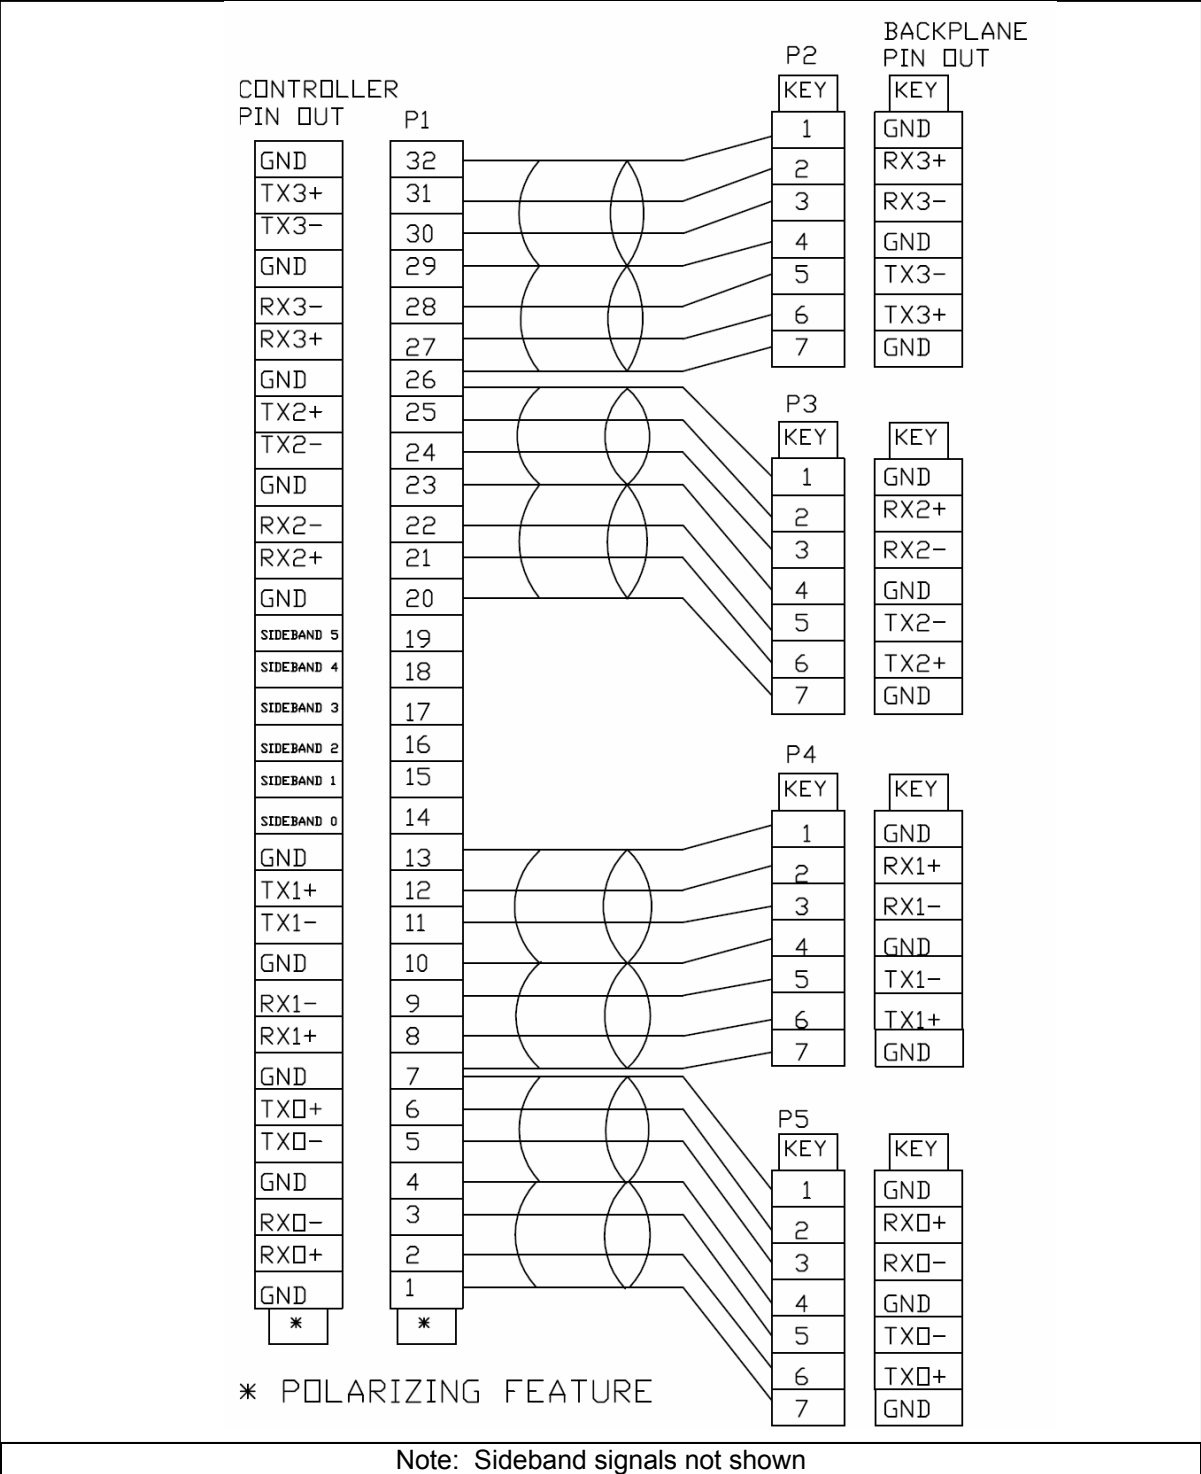 CONTROLLER
PIN OUT
GND
TX3+
TX3-
GND
RX3-
RX3+
GND
TX2+
TX2-
GND
RX2-
RX2+
GND
SIDEBAND 5
SIDEBAND 4
SIDEBAND 3
SIDEBAND 2
SIDEBAND 1
SIDEBAND 0
GND
TX1+
TX1-
GND
RX1-
RX1+
GND
TX0+
TX0-
GND
RX0-
RX0+
GND
*
P1
32
31
30
29
28
27
26
25
24
23
22
21
20
19
18
17
16
15
14
13
12
11
10
9
8
7
6
5
4
3
2
1
*
P2
KEY
1
2
3
4
5
6
7
BACKPLANE
PIN OUT
KEY
GND
RX3+
RX3-
GND
TX3-
TX3+
GND
P3
KEY
1
2
3
4
5
6
7
KEY
GND
RX2+
RX2-
GND
TX2-
TX2+
GND
P4
KEY
1
2
3
4
5
6
7
KEY
GND
RX1+
RX1-
GND
TX1-
TX1+
GND
P5
KEY
1
2
3
4
5
6
7
KEY
GND
RX0+
RX0-
GND
TX0-
TX0+
GND
* POLARIZING FEATURE
Note: Sideband signals not shown